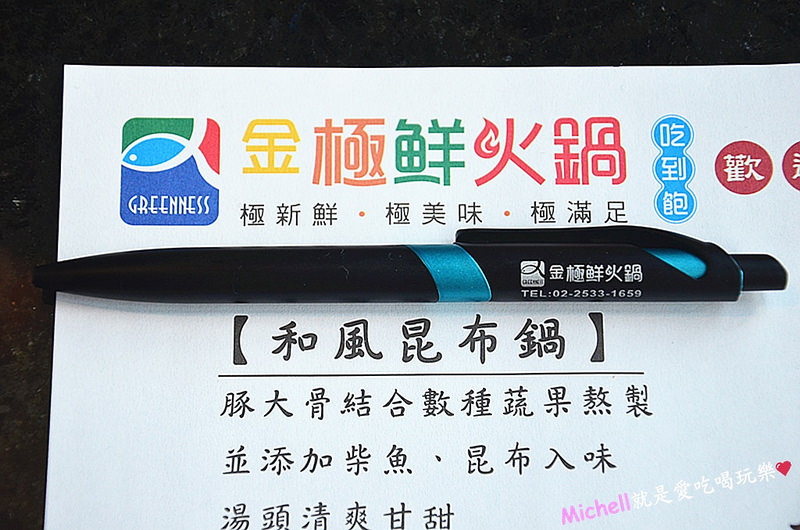 金極鮮火鍋
吃到飽
歡
GREENNESS
極新鮮・極美味・極滿足
GREENNESS
金極鮮火鍋
TEL:02-2533-1659
【和風昆布鍋】
豚大骨結合數種蔬果熬製
並添加柴魚、昆布入味
湯頭清爽甘甜
Michell就是愛吃喝玩樂